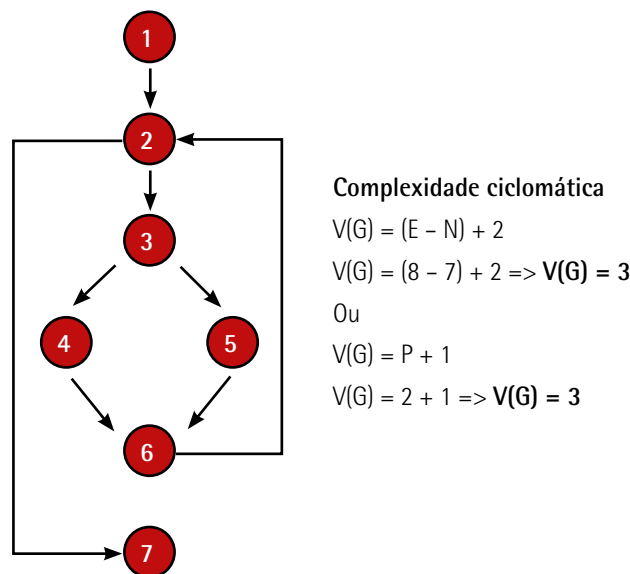 1
2
3
4
5
6
7
Complexidade ciclomática
V(G) = (E – N) + 2
V(G) = (8 – 7) + 2 => V(G) = 3
Ou
V(G) = P + 1
V(G) = 2 + 1 => V(G) = 3